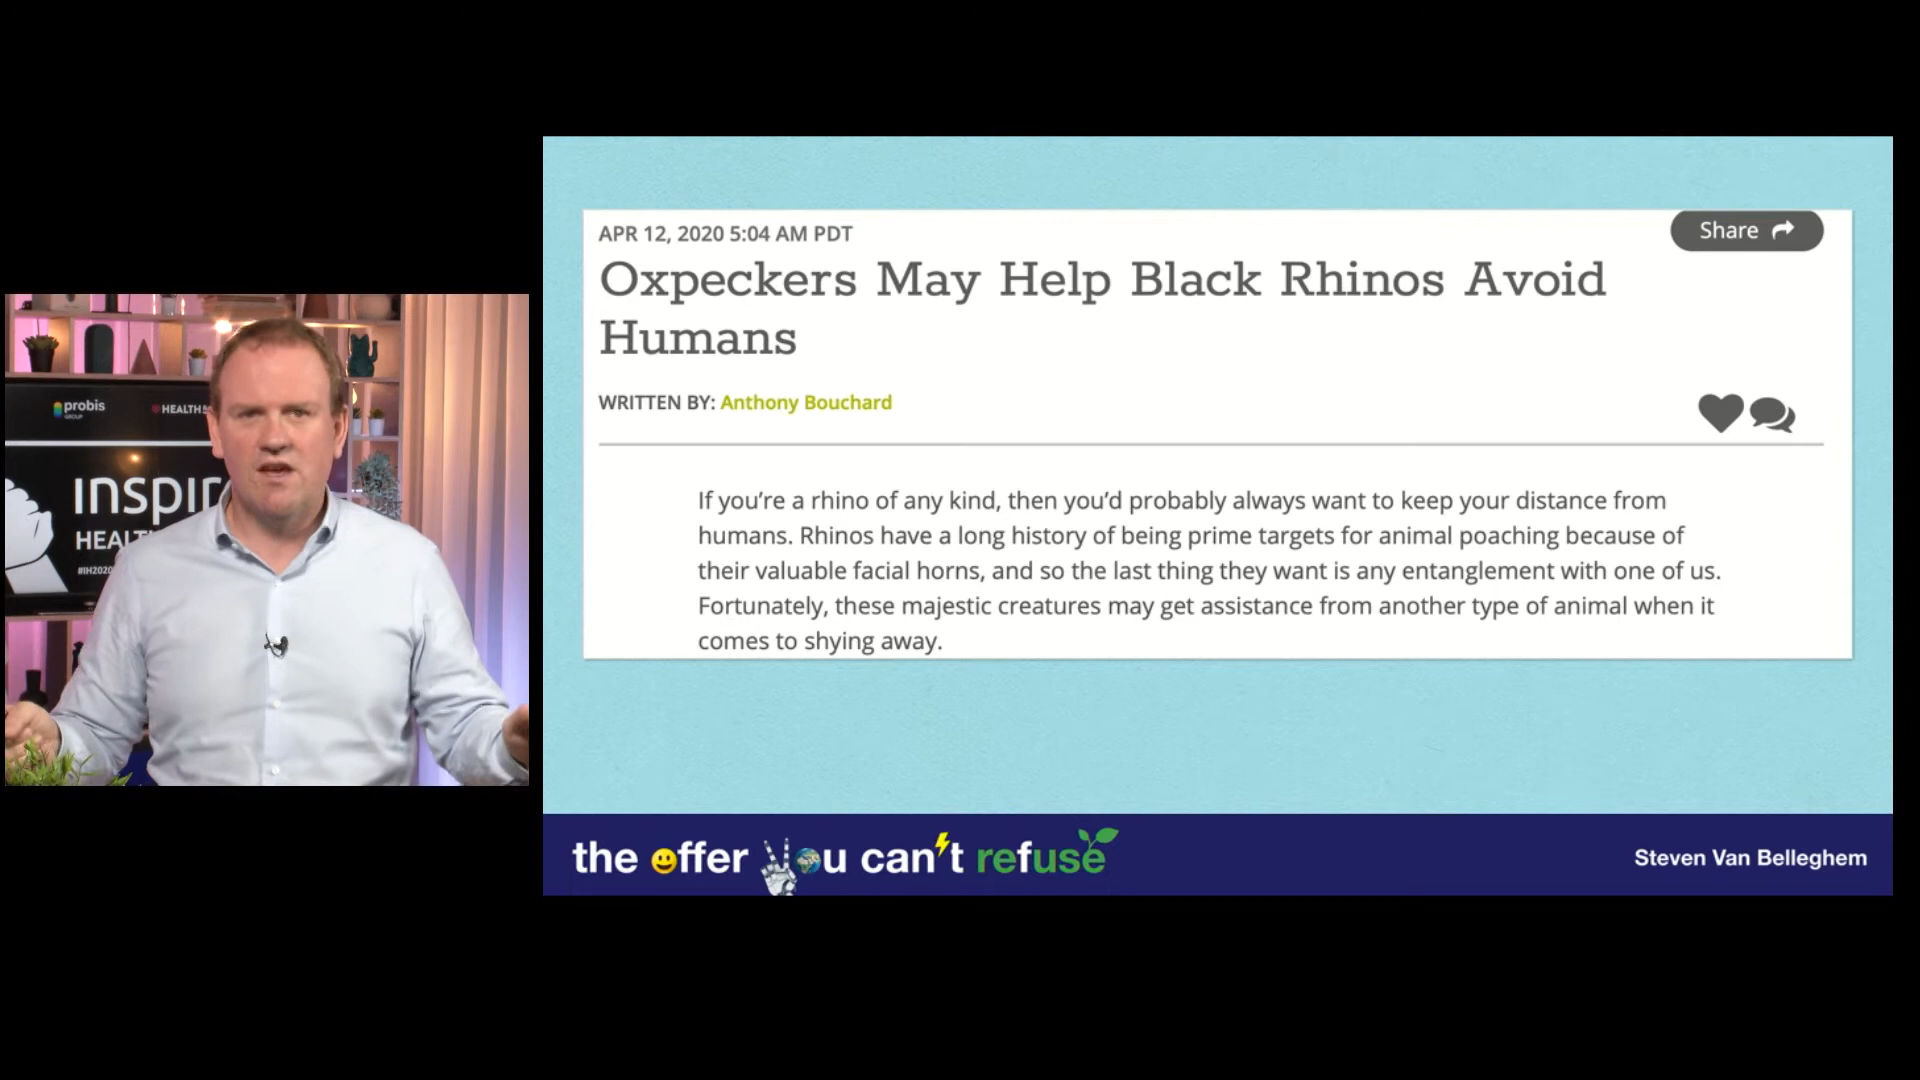 probis
GROUP
HEALTH
inspir
HEALT
#IH2020
APR 12, 2020 5:04 AM PDT
Share
Oxpeckers May Help Black Rhinos Avoid
Humans
WRITTEN BY: Anthony Bouchard
If you’re a rhino of any kind, then you’d probably always want to keep your distance from
humans. Rhinos have a long history of being prime targets for animal poaching because of
their valuable facial horns, and so the last thing they want is any entanglement with one of us.
Fortunately, these majestic creatures may get assistance from another type of animal when it
comes to shying away.
the offer you can't refuse
Steven Van Belleghem